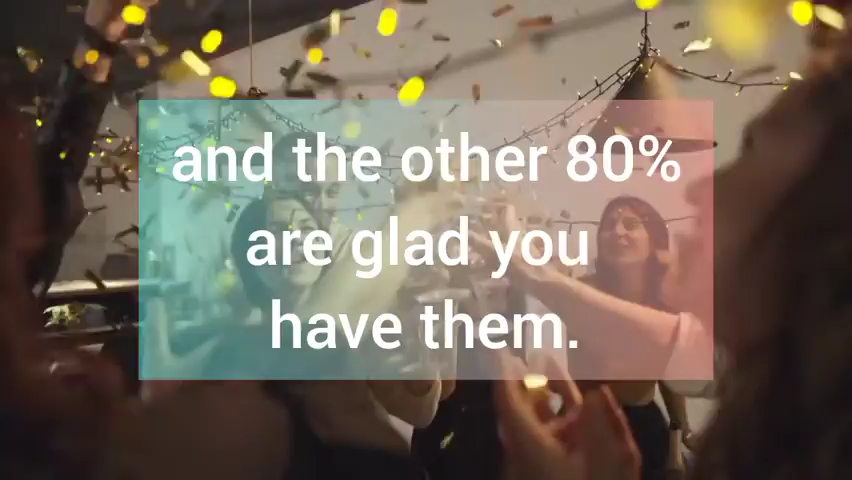 and the other 80%
are glad you
have them.